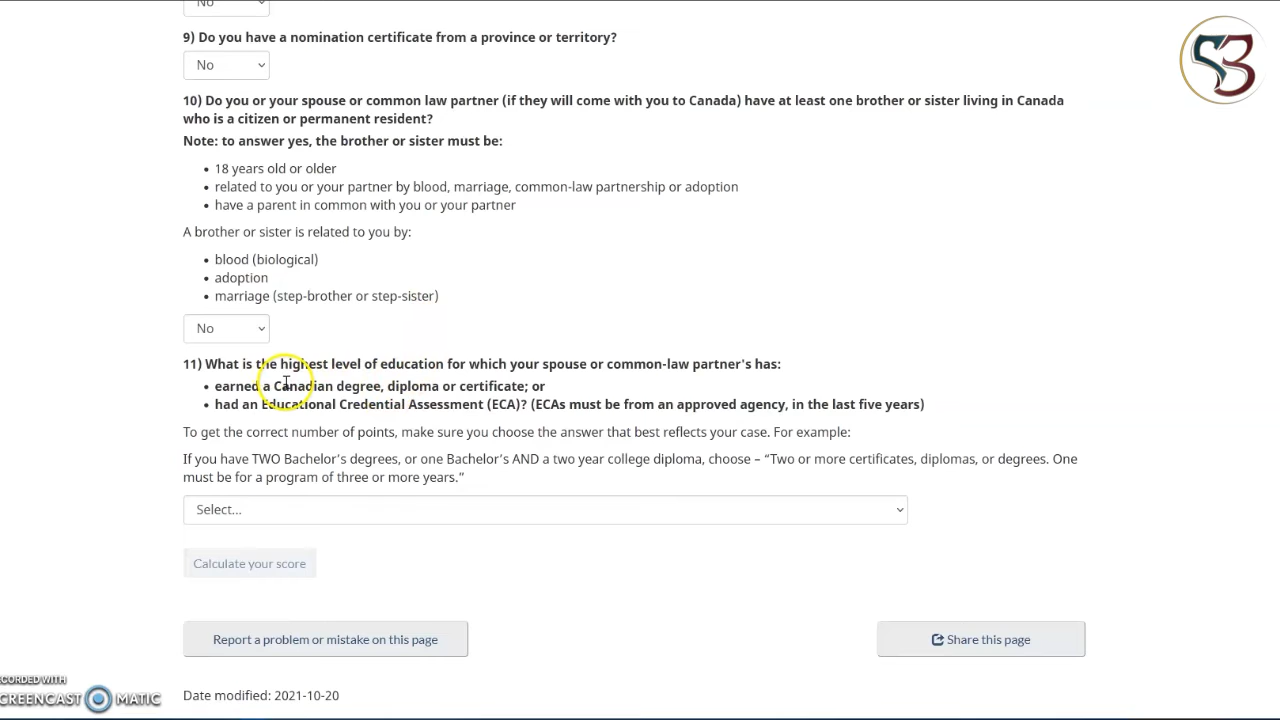 No
9) Do you have a nomination certificate from a province or territory?
No
10) Do you or your spouse or common law partner (if they will come with you to Canada) have at least one brother or sister living in Canada
who is a citizen or permanent resident?
Note: to answer yes, the brother or sister must be:
• 18 years old or older
• related to you or your partner by blood, marriage, common-law partnership or adoption
• have a parent in common with you or your partner
A brother or sister is related to you by:
• blood (biological)
• adoption
• marriage (step-brother or step-sister)
No
11) What is the highest level of education for which your spouse or common-law partner's has:
• earned a Canadian degree, diploma or certificate; or
• had an Educational Credential Assessment (ECA)? (ECAs must be from an approved agency, in the last five years)
To get the correct number of points, make sure you choose the answer that best reflects your case. For example:
If you have TWO Bachelor’s degrees, or one Bachelor’s AND a two year college diploma, choose – “Two or more certificates, diplomas, or degrees. One
must be for a program of three or more years.”
Select...
Calculate your score
Report a problem or mistake on this page
Share this page
CORDED WITH
CREENCAST MATIC
Date modified: 2021-10-20